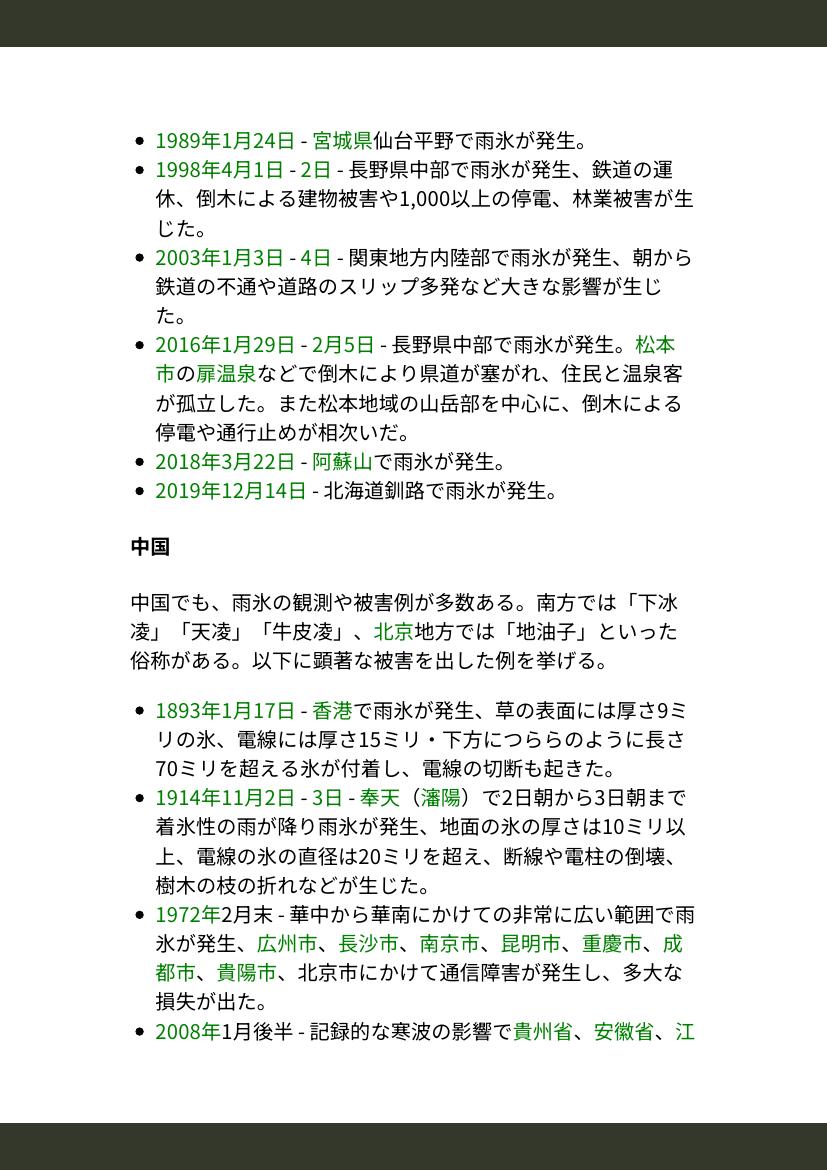 • 1989年1月24日 - 宮城県仙台平野で雨氷が発生。
• 1998年4月1日 - 2日 - 長野県中部で雨氷が発生、鉄道の運
休、倒木による建物被害や1,000以上の停電、林業被害が生
じた。
• 2003年1月3日 - 4日 - 関東地方内陸部で雨氷が発生、朝から
鉄道の不通や道路のスリップ多発など大きな影響が生じ
た。
• 2016年1月29日 - 2月5日 - 長野県中部で雨氷が発生。松本
市の扉温泉などで倒木により県道が塞がれ、住民と温泉客
が孤立した。また松本地域の山岳部を中心に、倒木による
停電や通行止めが相次いだ。
• 2018年3月22日 - 阿蘇山で雨氷が発生。
• 2019年12月14日 - 北海道釧路で雨氷が発生。
中国
中国でも、雨氷の観測や被害例が多数ある。南方では「下冰
凌」「天凌」「牛皮凌」、北京地方では「地油子」といった
俗称がある。以下に顕著な被害を出した例を挙げる。
• 1893年1月17日 - 香港で雨氷が発生、草の表面には厚さ9ミ
リの氷、電線には厚さ15ミリ・下方につららのように長さ
70ミリを超える氷が付着し、電線の切断も起きた。
• 1914年11月2日 - 3日 - 奉天（瀋陽）で2日朝から3日朝まで
着氷性の雨が降り雨氷が発生、地面の氷の厚さは10ミリ以
上、電線の氷の直径は20ミリを超え、断線や電柱の倒壊、
樹木の枝の折れなどが生じた。
• 1972年2月末 - 華中から華南にかけての非常に広い範囲で雨
氷が発生、広州市、長沙市、南京市、昆明市、重慶市、成
都市、貴陽市、北京市にかけて通信障害が発生し、多大な
損失が出た。
• 2008年1月後半 - 記録的な寒波の影響で貴州省、安徽省、江